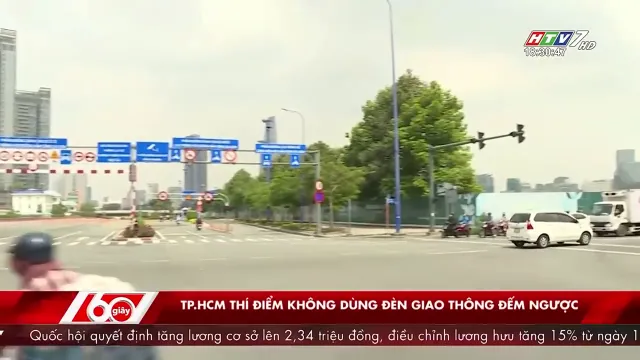 HTV7 HD
18:30:47
60 giây
TP.HCM THÍ ĐIỂM KHÔNG DÙNG ĐÈN GIAO THÔNG ĐẾM NGƯỢC
Quốc hội quyết định tăng lương cơ sở lên 2,34 triệu đồng, điều chỉnh lương hưu tăng 15% từ ngày 1